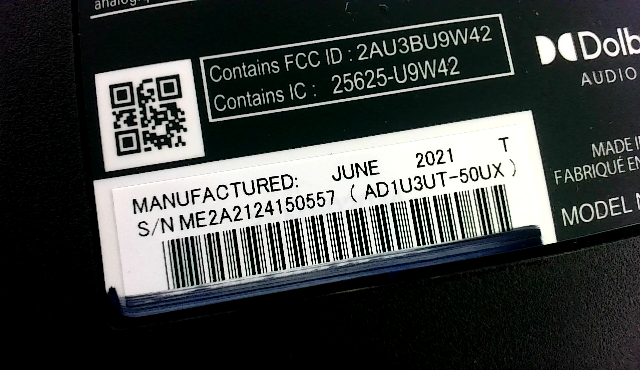 analog
Contains FCC ID : 2AU3BU9W42
Contains IC : 25625-U9W42
Dolb
AUDIO
MADE I
FABRIQUÉ EN
MODEL N
MANUFACTURED: JUNE 2021 T
S/N ME2A2124150557 ( AD1U3UT-50UX )